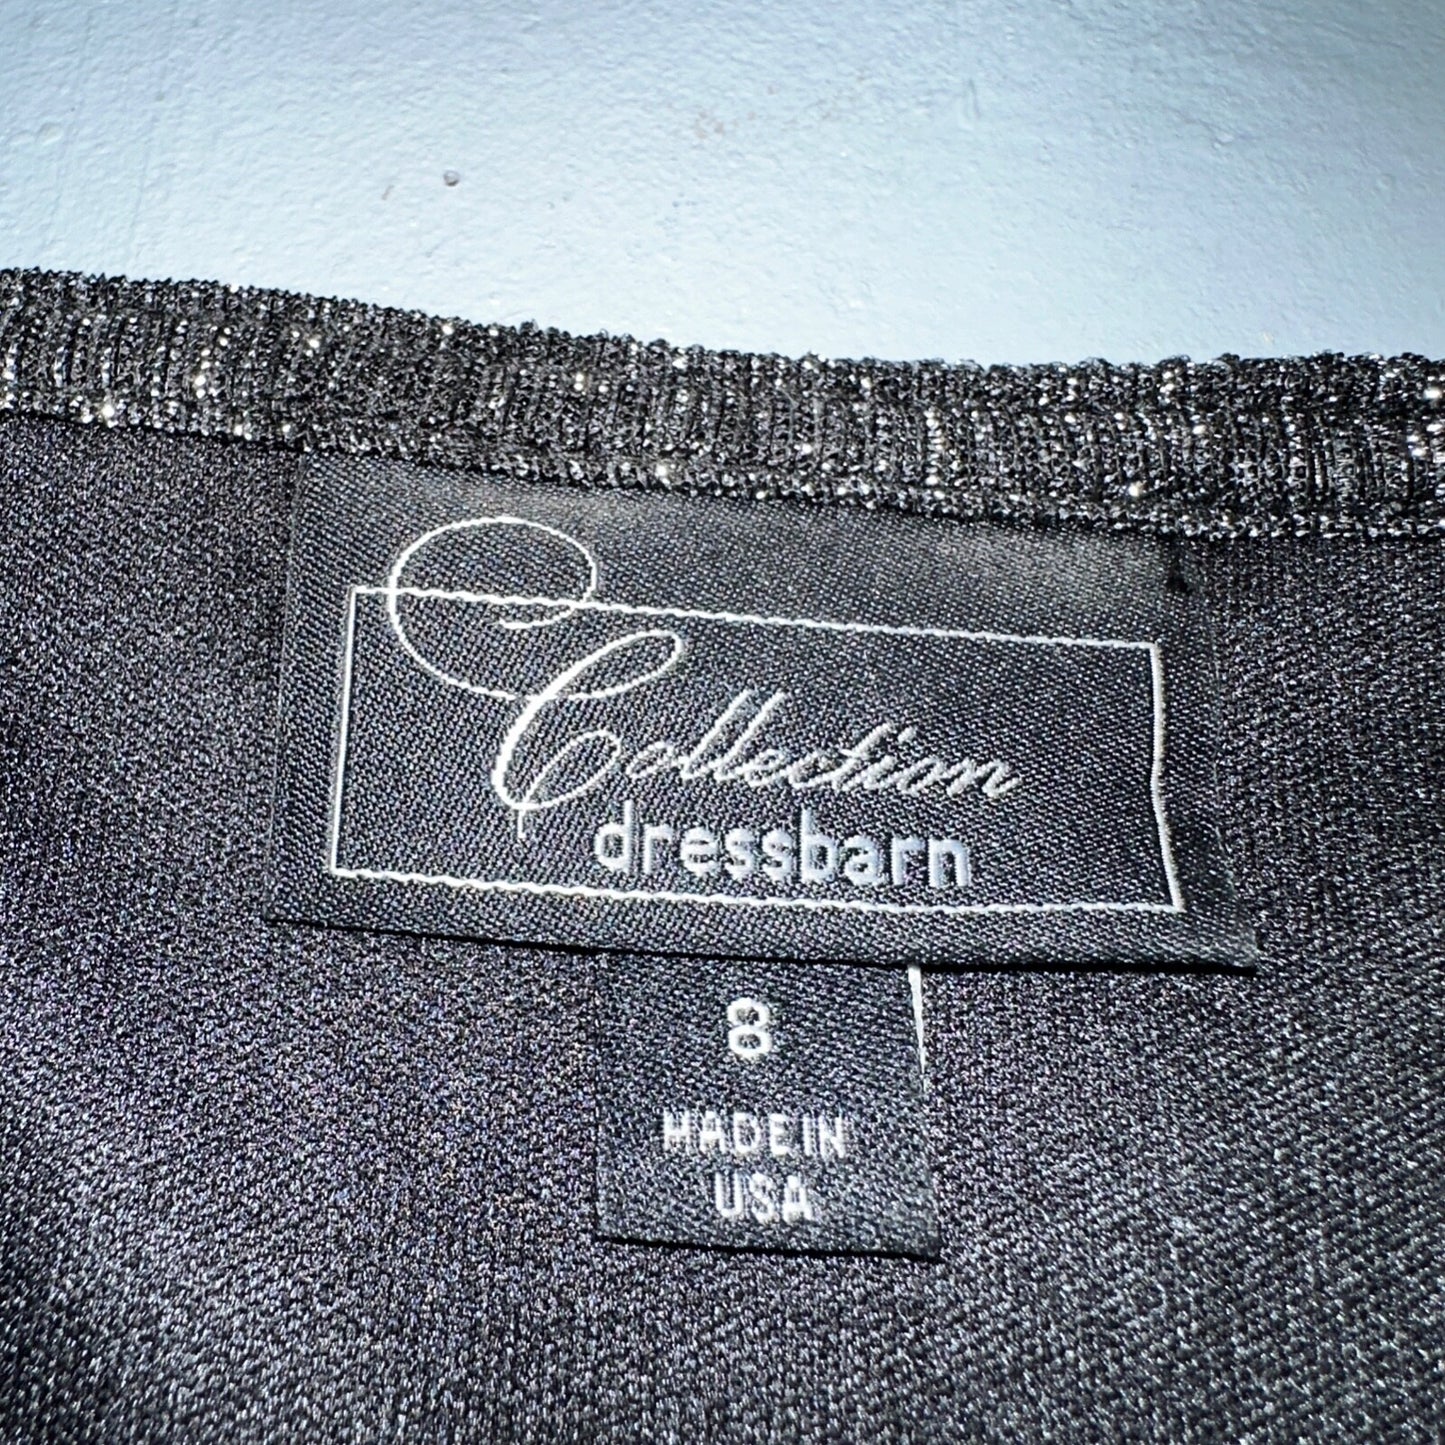 Collection
dressbarn
8
MADE IN
USA